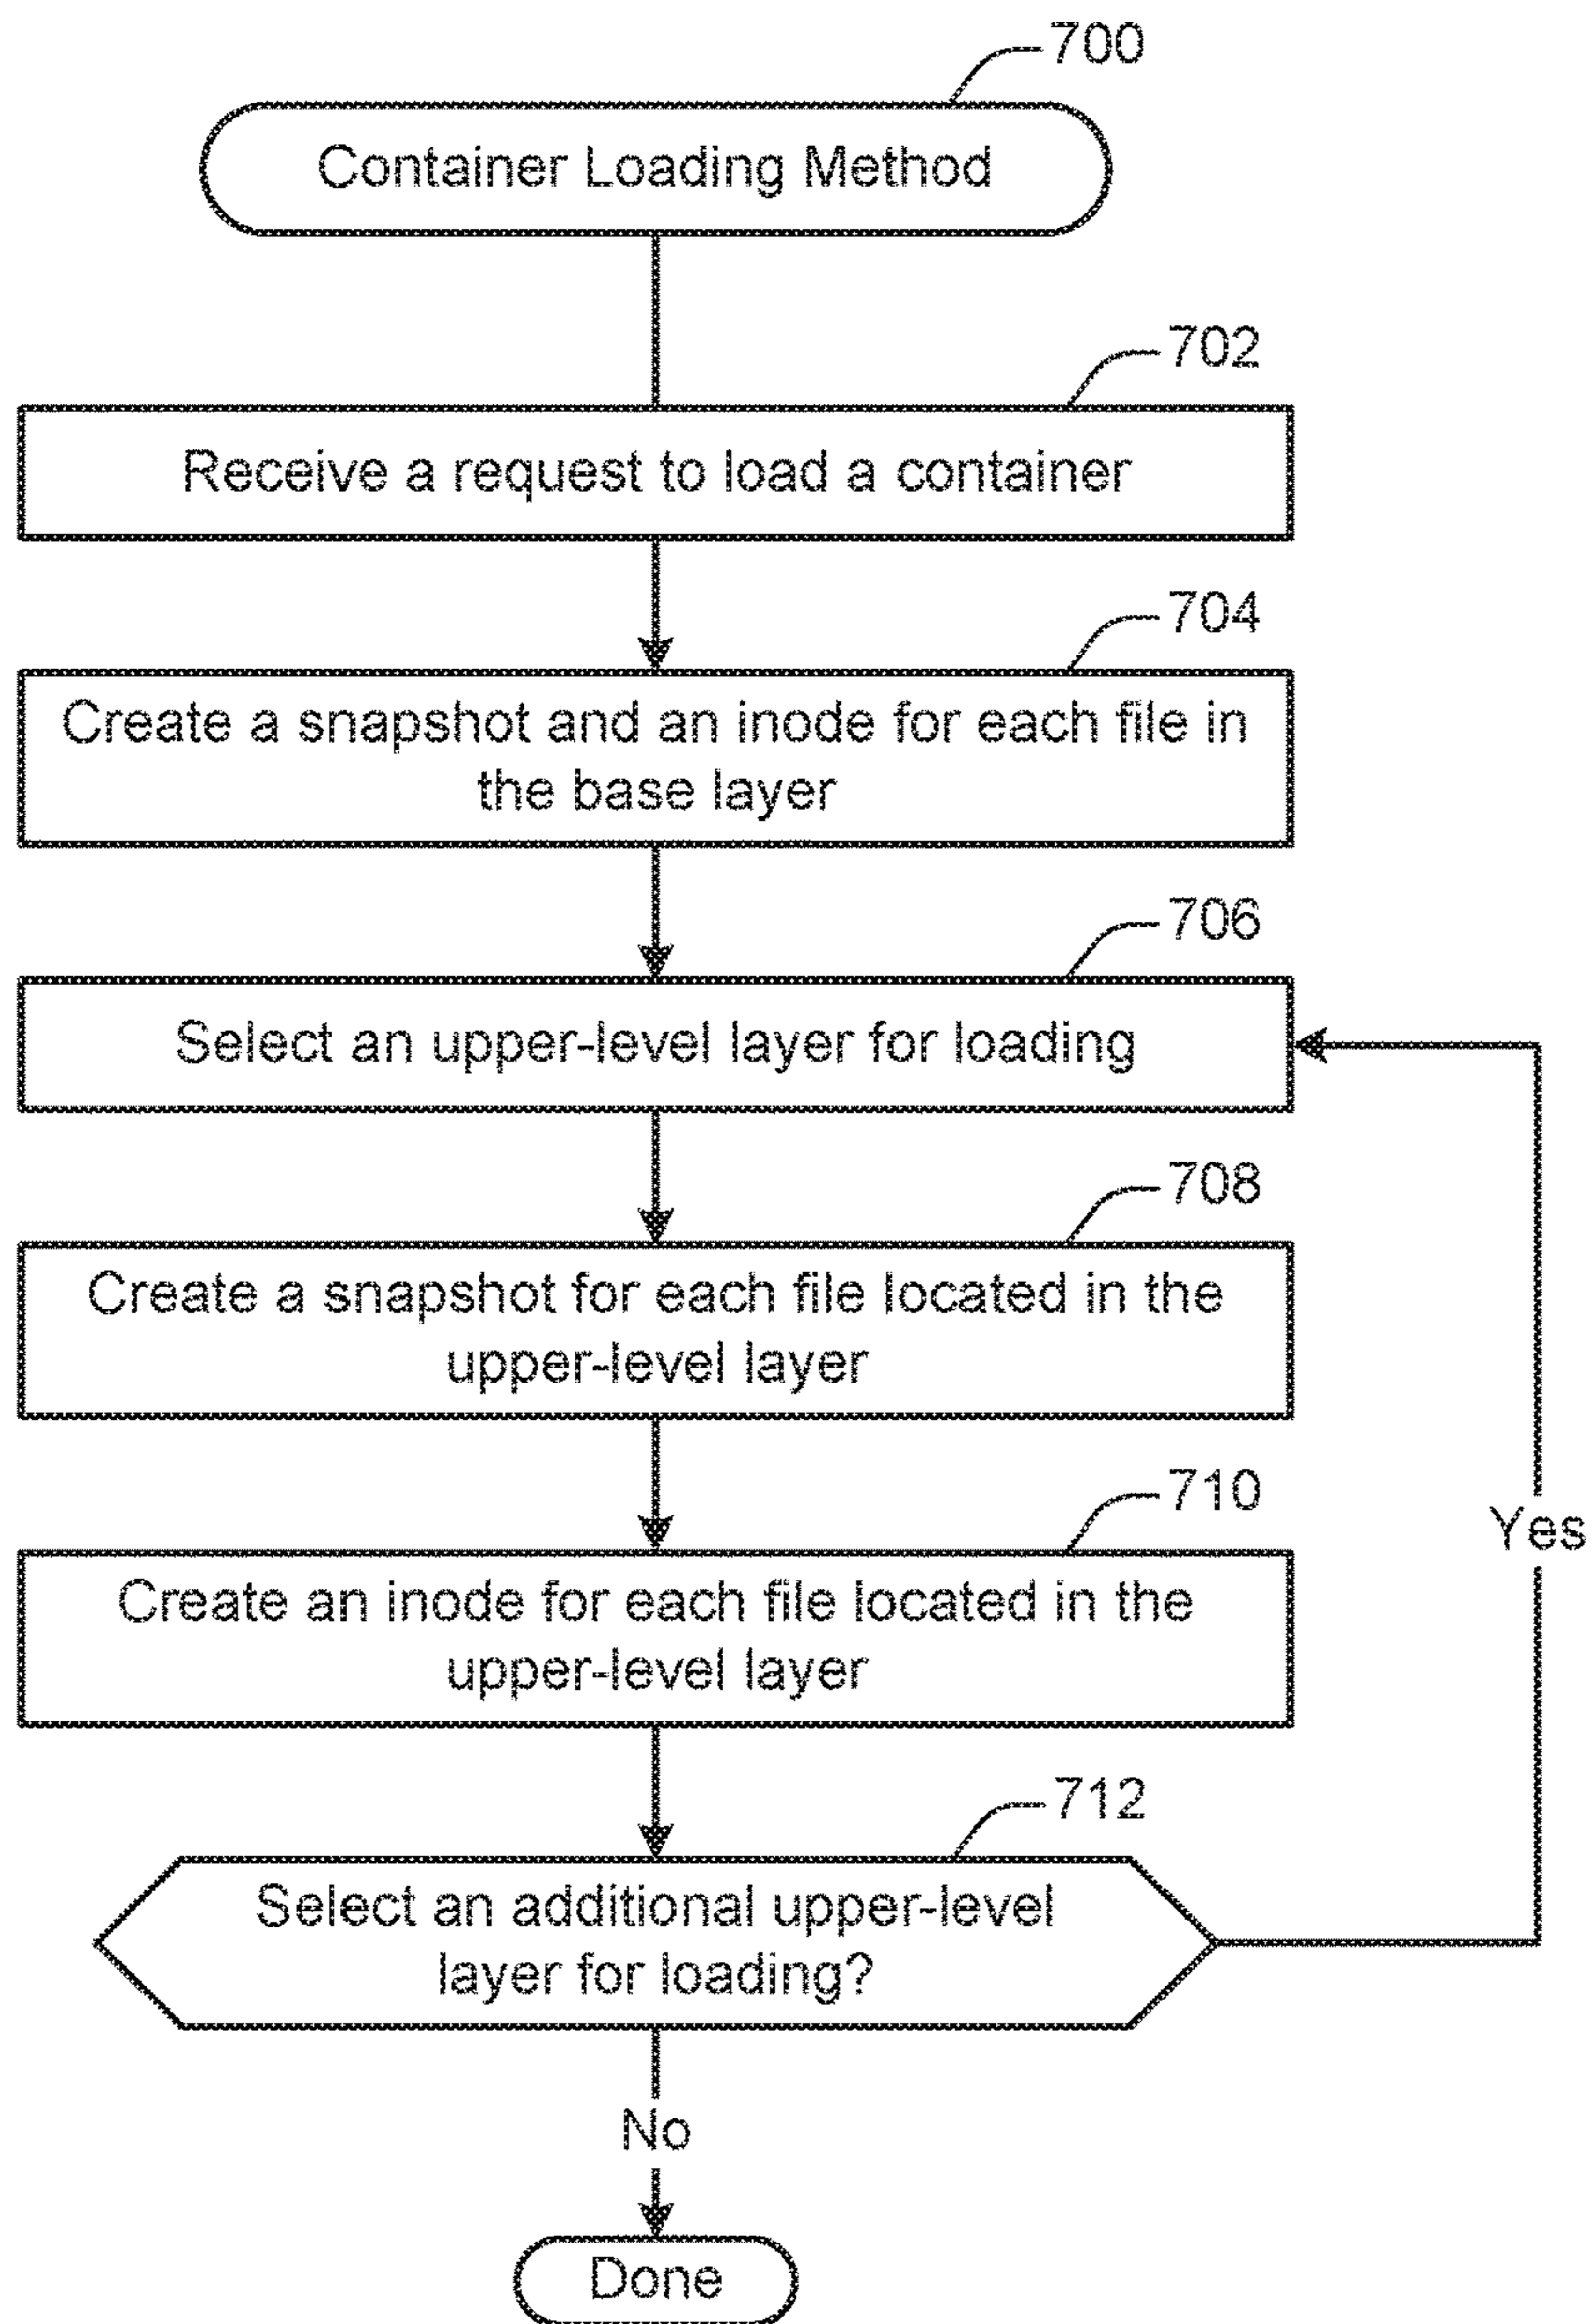 700
Container Loading Method
702
Receive a request to load a container
704
Create a snapshot and an inode for each file in
the base layer
706
Select an upper-level layer for loading
708
Create a snapshot for each file located in the
upper-level layer
710
Yes
Create an inode for each file located in the
upper-level layer
712
Select an additional upper-level
layer for loading?
No
Done